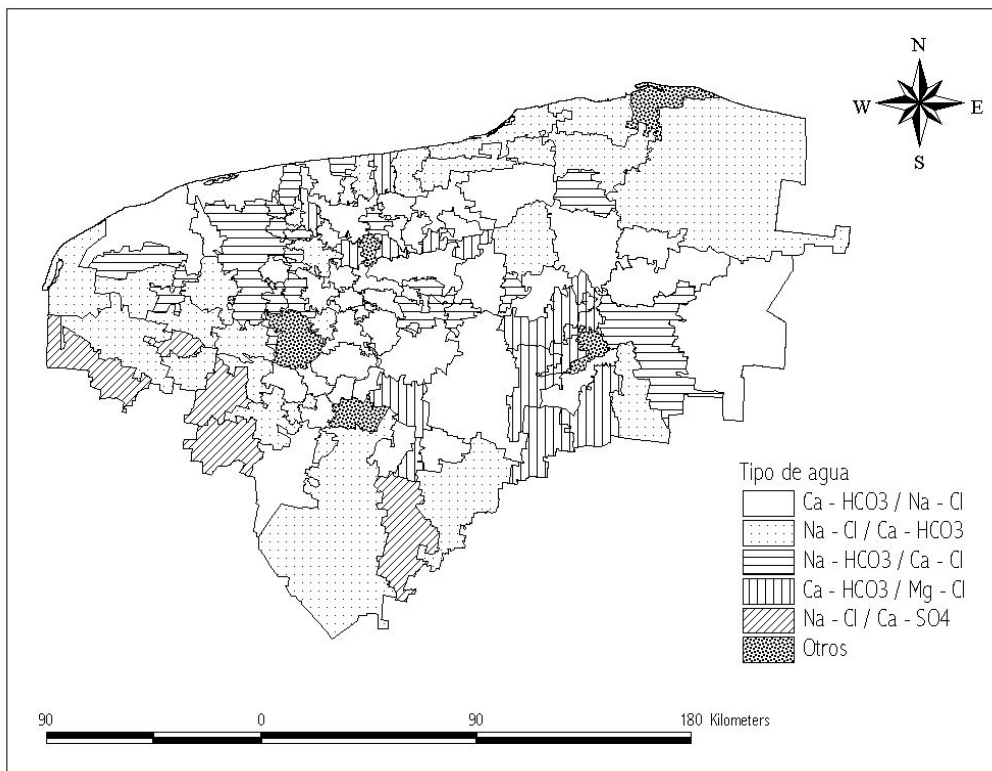 N
W E
S
Tipo de agua
Ca - HCO3 / Na - Cl
Na - Cl / Ca - HCO3
Na - HCO3 / Ca - Cl
Ca - HCO3 / Mg - Cl
Na - Cl / Ca - SO4
Otros
90 0 90 180 Kilometers